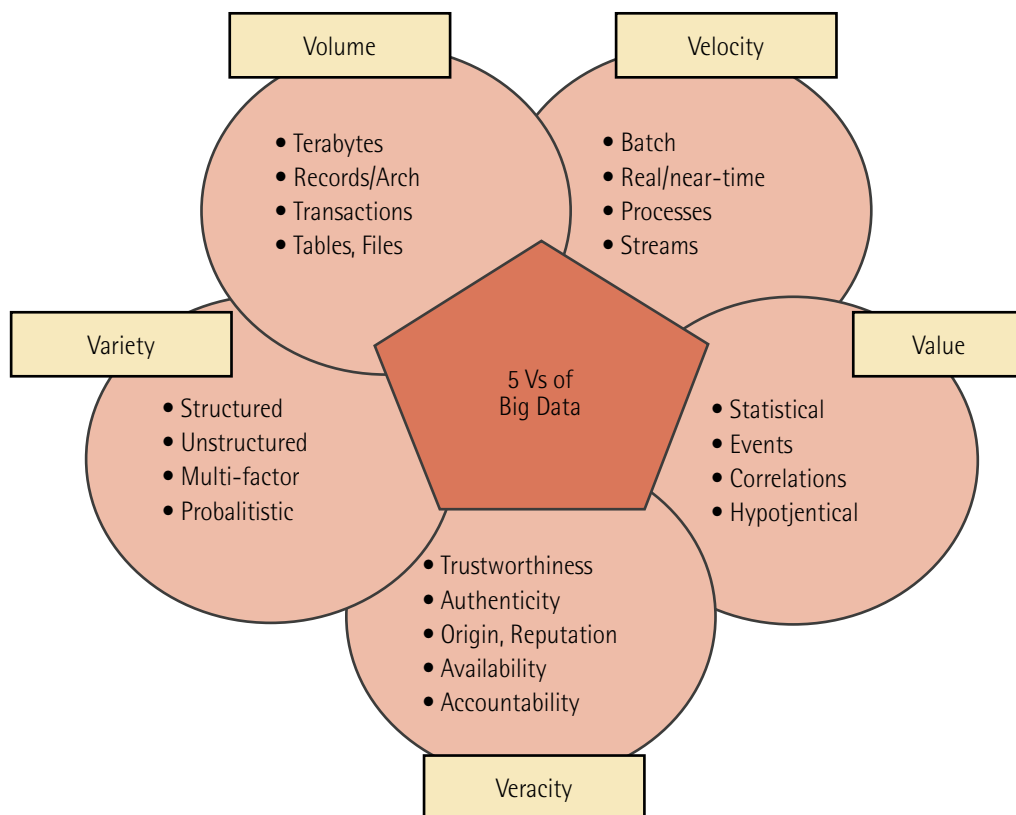 Volume
• Terabytes
• Records/Arch
• Transactions
• Tables, Files
Velocity
• Batch
• Real/near-time
• Processes
• Streams
Variety
• Structured
• Unstructured
• Multi-factor
• Probalitistic
5 Vs of
Big Data
Value
• Statistical
• Events
• Correlations
• Hypotjentical
• Trustworthiness
• Authenticity
• Origin, Reputation
• Availability
• Accountability
Veracity